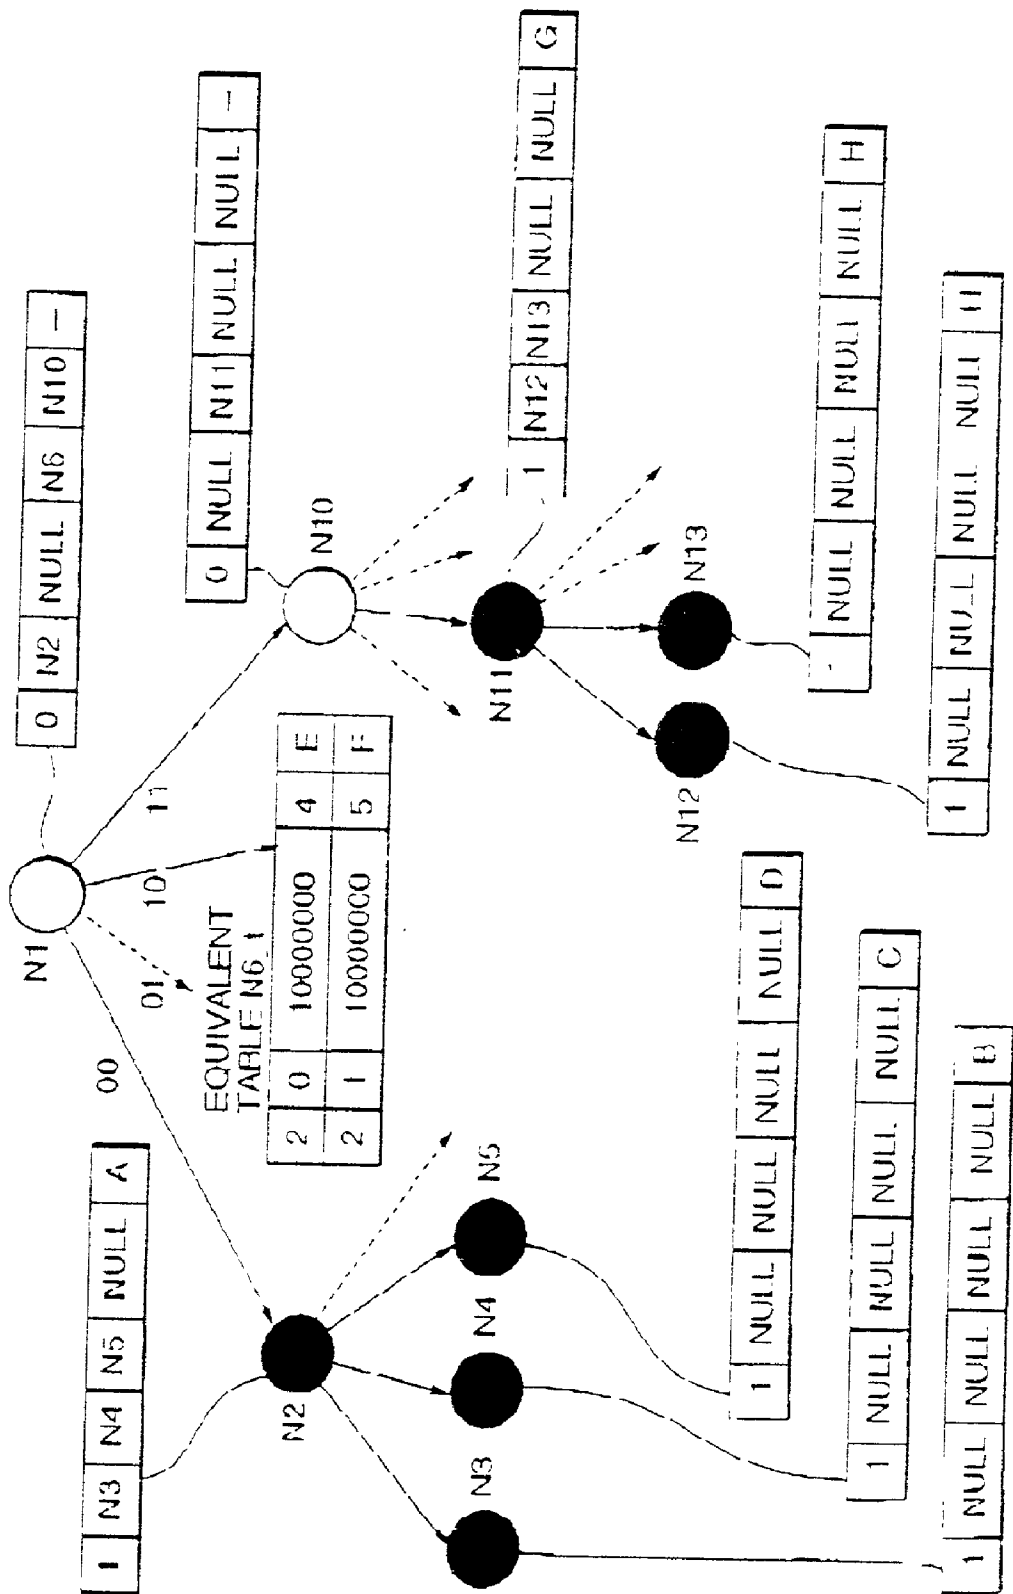 N1
0 N2 NULL N6 N10 —
1 N3 N4 N5 NULL A
00
01
10
11
0 NULL N11 NULL NULL —
EQUIVALENT
TABLE N6
2 0 10000000 4 E
2 1 10000000 5 F
N2
N10
N3
N4
N5
N11
1 N12 N13 NULL NULL G
N12
N13
1 NULL NULL NULL NULL D
NULL NULL NULL NULL H
1 NULL NULL NULL NULL C
1 NULL NULL NULL NULL
1 NULL NULL NULL NULL B